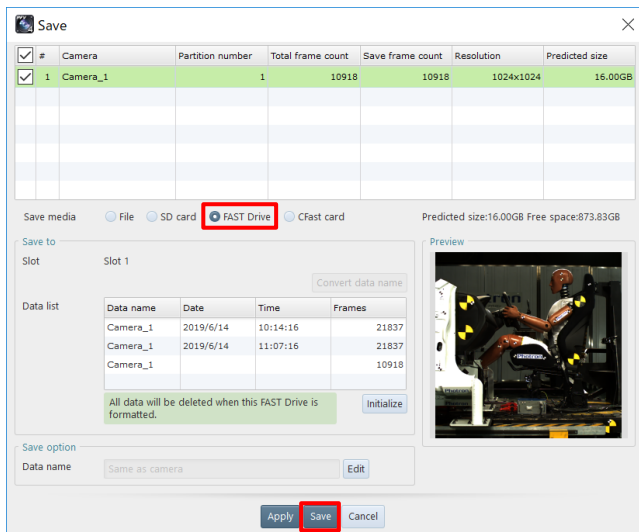 Save
# Camera Partition number Total frame count Save frame count Resolution Predicted size
1 Camera_1 1 10918 10918 1024x1024 16.00GB
Save media File SD card FAST Drive CFast card Predicted size:16.00GB Free space:873.83GB
Save to
Slot Slot 1
Convert data name
Data list
Data name Date Time Frames
Camera_1 2019/6/14 10:14:16 21837
Camera_1 2019/6/14 11:07:16 21837
Camera_1 10918
All data will be deleted when this FAST Drive is
formatted.
Initialize
Preview
Photron
Save option
Data name Same as camera Edit
Apply Save Cancel